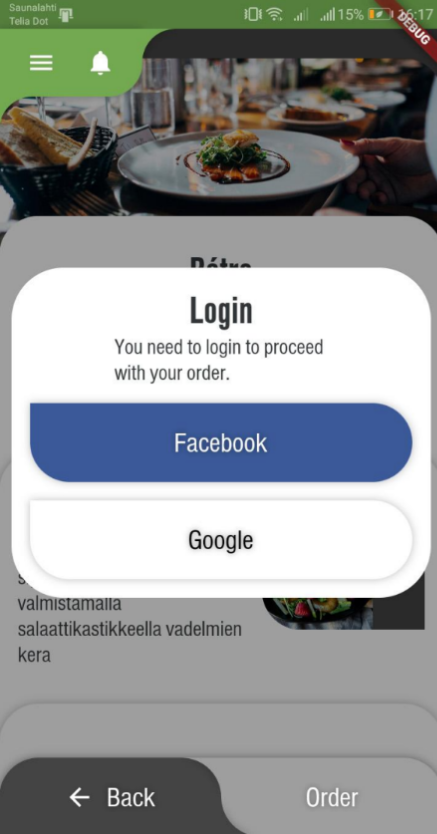 Saunalahti
Telia Dot
15% 16:17
DEBUG
Login
You need to login to proceed
with your order.
Facebook
Google
valmistamalla
salaattikastikkeella vadelmien
kera
Back
Order